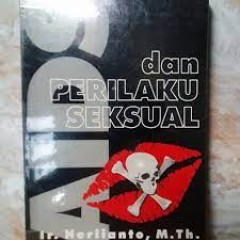 AIDS
dan
PERILAKU
SEKSUAL
Ir. Herlianto, M.Th.